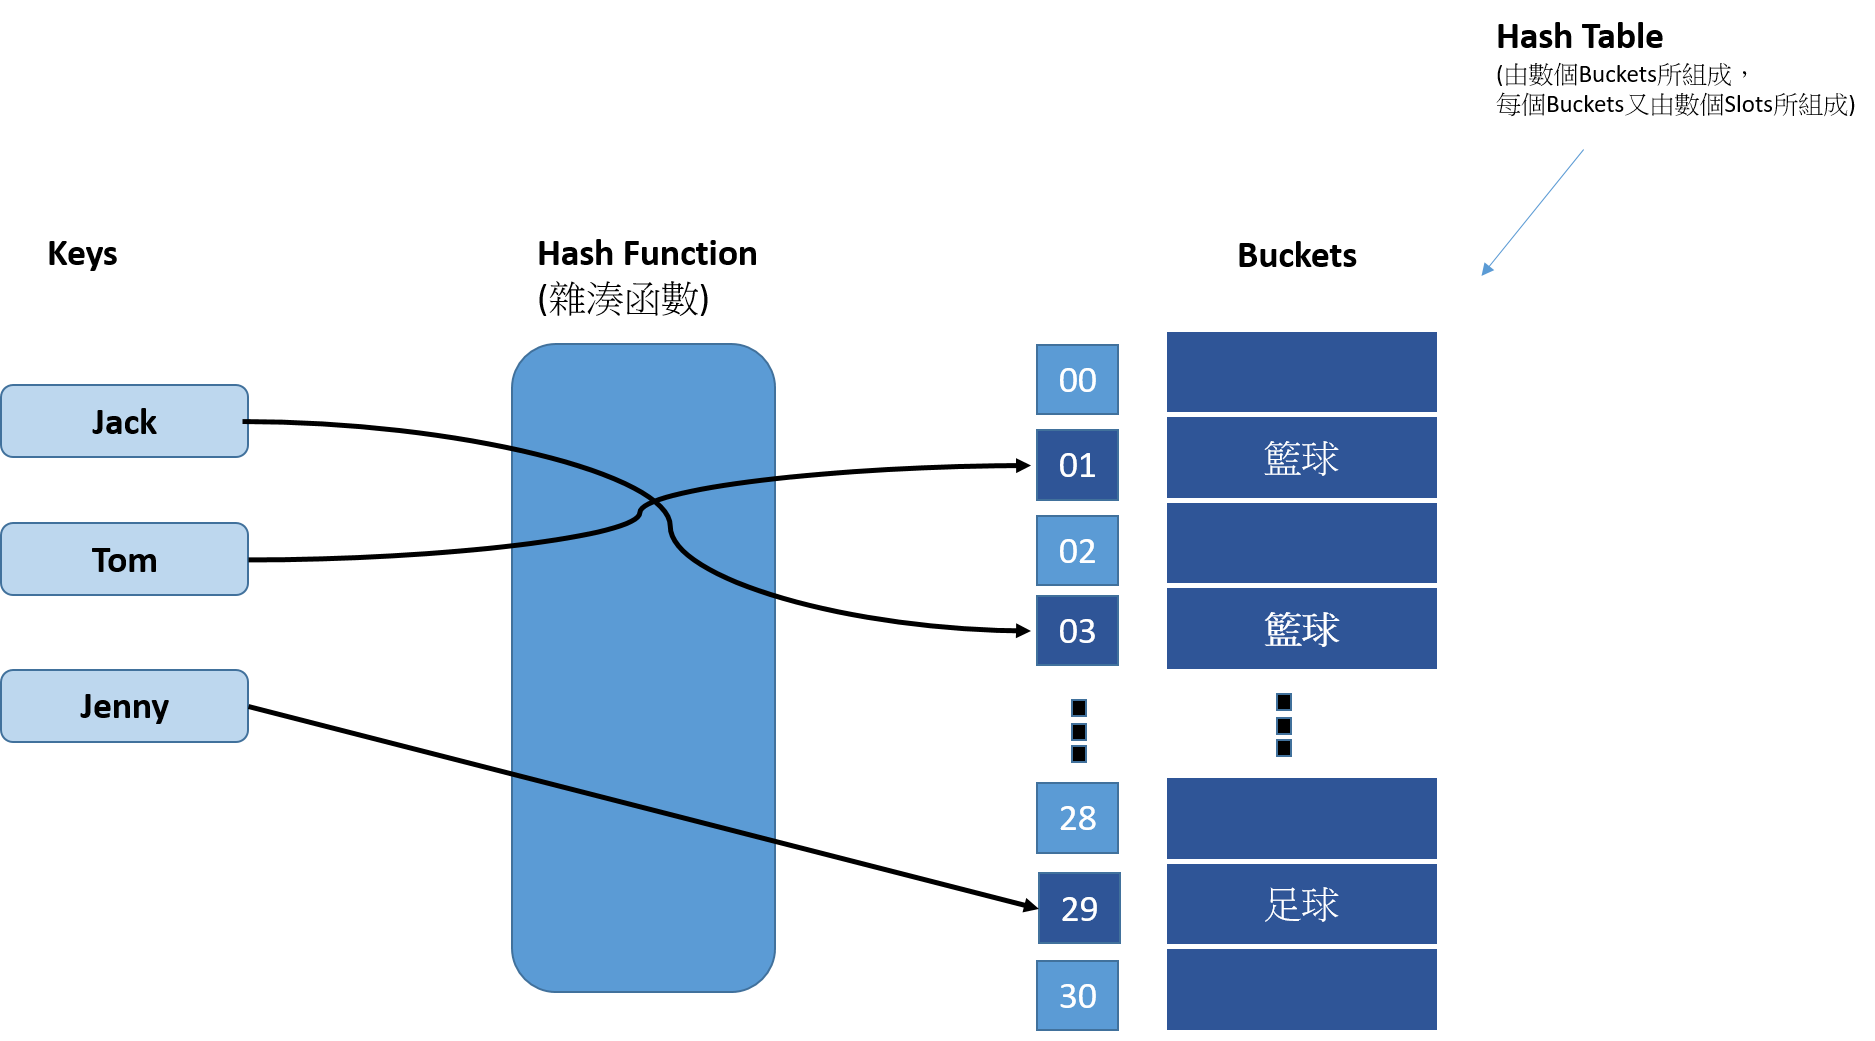 Hash Table
(由數個Buckets所組成，
每個Buckets又由數個Slots所組成)
Keys
Hash Function
(雜湊函數)
Buckets
Jack
Tom
Jenny
00
01
籃球
02
03
籃球
28
29
足球
30